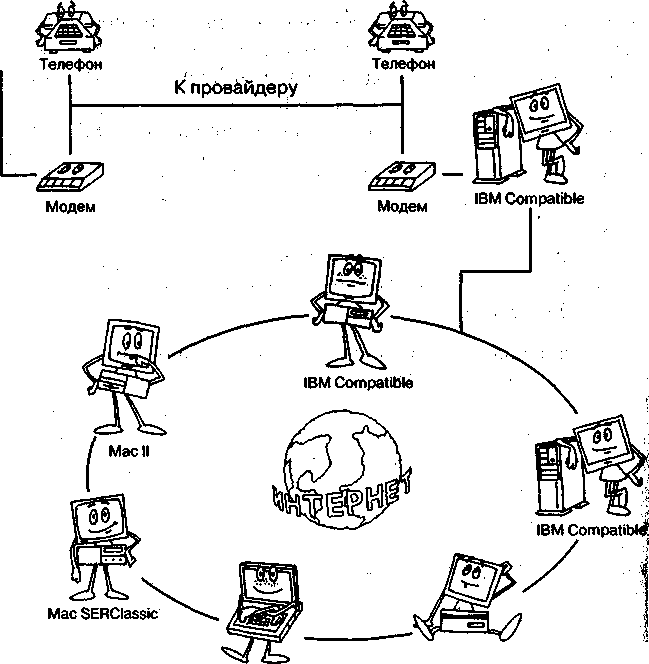 Телефон
Телефон
К провайдеру
Модем
Модем
IBM Compatible
IBM Compatible
Mac II
ИНТЕРНЕТ
IBM Compatible
Mac SERClassic